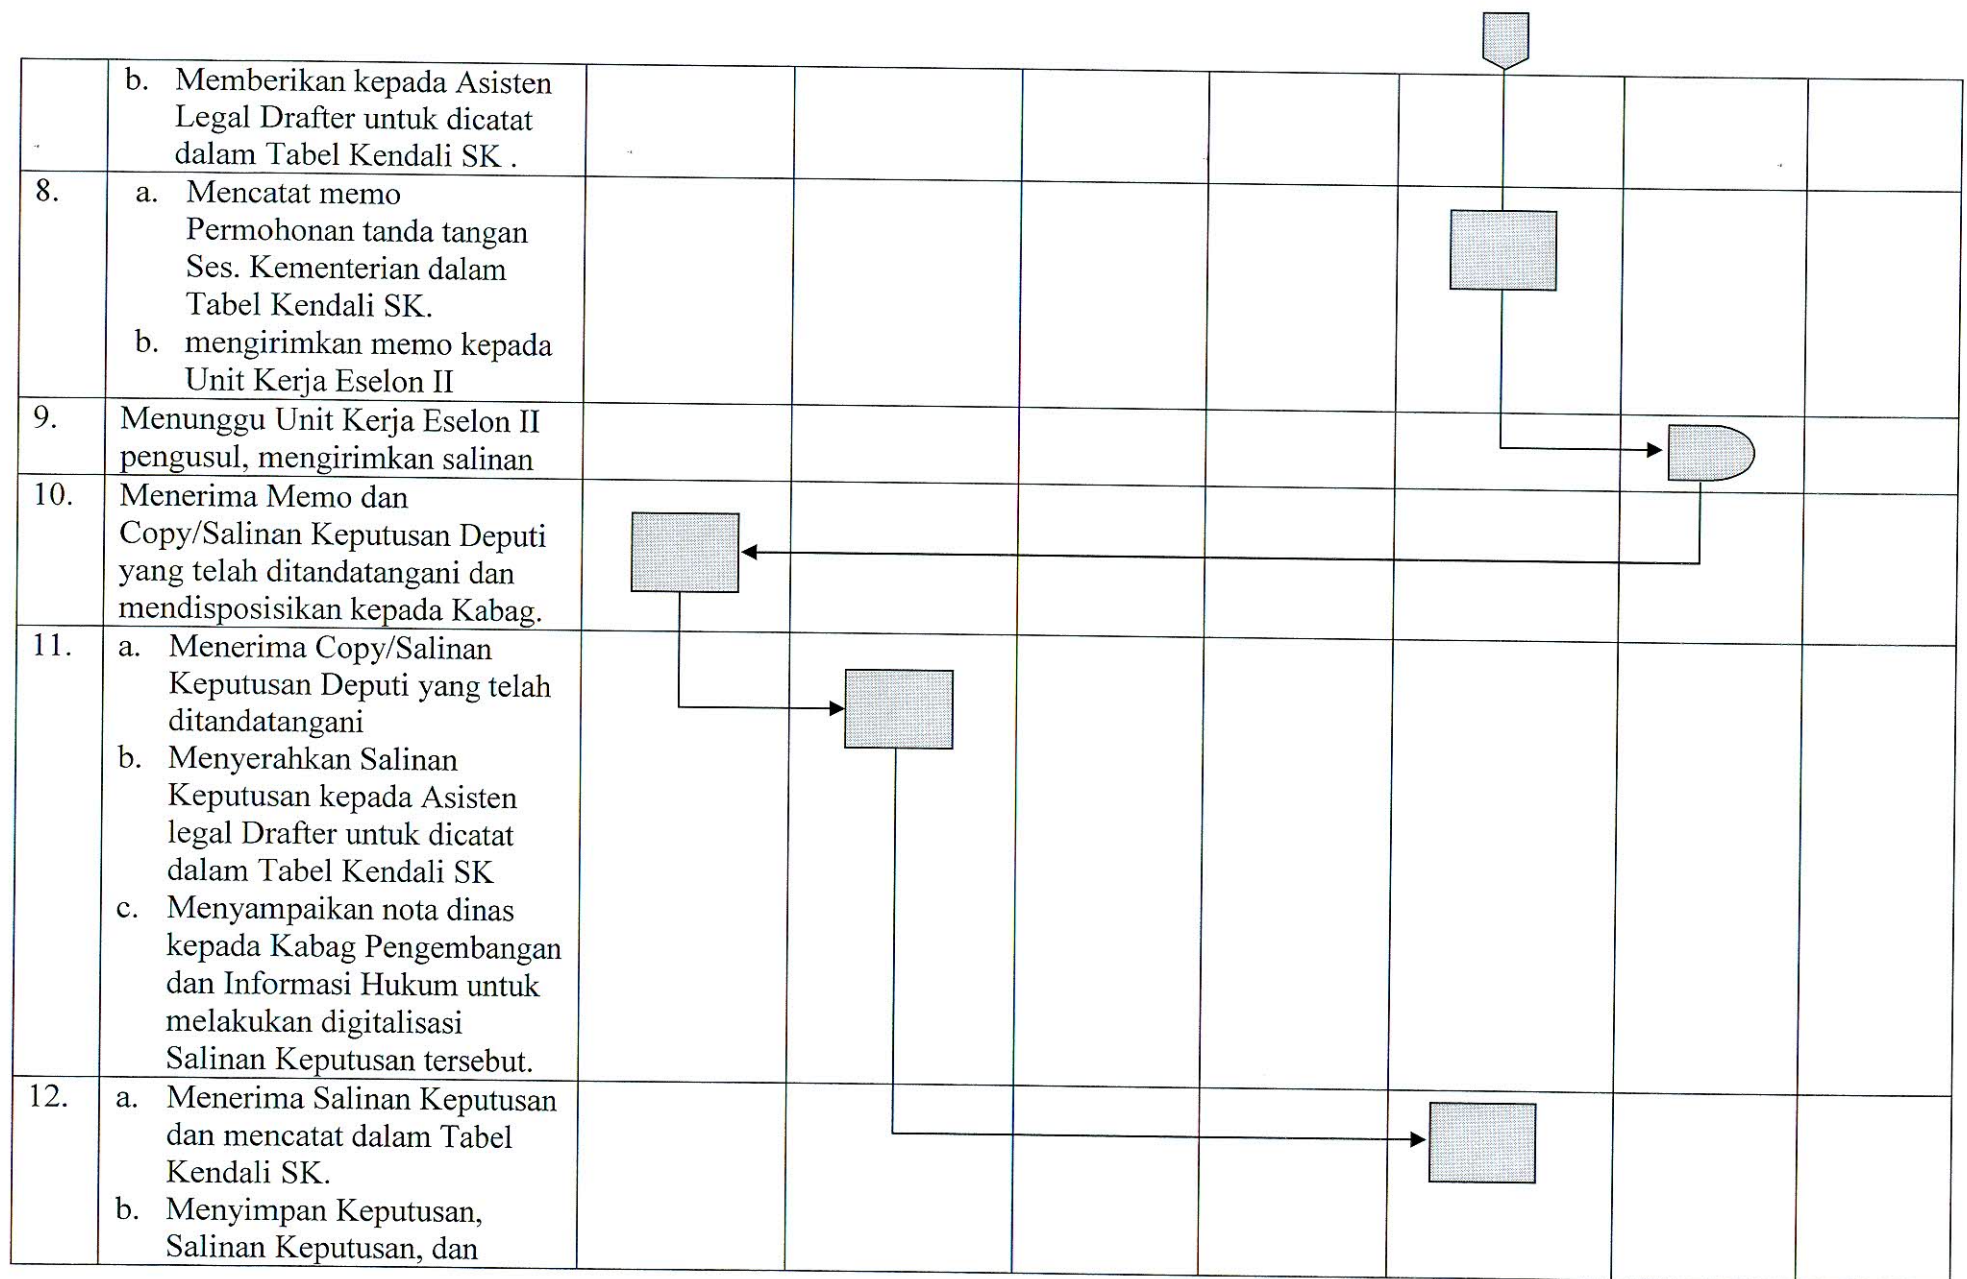 b. Memberikan kepada Asisten
Legal Drafter untuk dicatat
dalam Tabel Kendali SK .
8. a. Mencatat memo
Permohonan tanda tangan
Ses. Kementerian dalam
Tabel Kendali SK.
b. mengirimkan memo kepada
Unit Kerja Eselon II
9. Menunggu Unit Kerja Eselon II
pengusul, mengirimkan salinan
10. Menerima Memo dan
Copy/Salinan Keputusan Deputi
yang telah ditandatangani dan
mendisposisikan kepada Kabag.
11. a. Menerima Copy/Salinan
Keputusan Deputi yang telah
ditandatangani
b. Menyerahkan Salinan
Keputusan kepada Asisten
legal Drafter untuk dicatat
dalam Tabel Kendali SK
c. Menyampaikan nota dinas
kepada Kabag Pengembangan
dan Informasi Hukum untuk
melakukan digitalisasi
Salinan Keputusan tersebut.
12. a. Menerima Salinan Keputusan
dan mencatat dalam Tabel
Kendali SK.
b. Menyimpan Keputusan,
Salinan Keputusan, dan